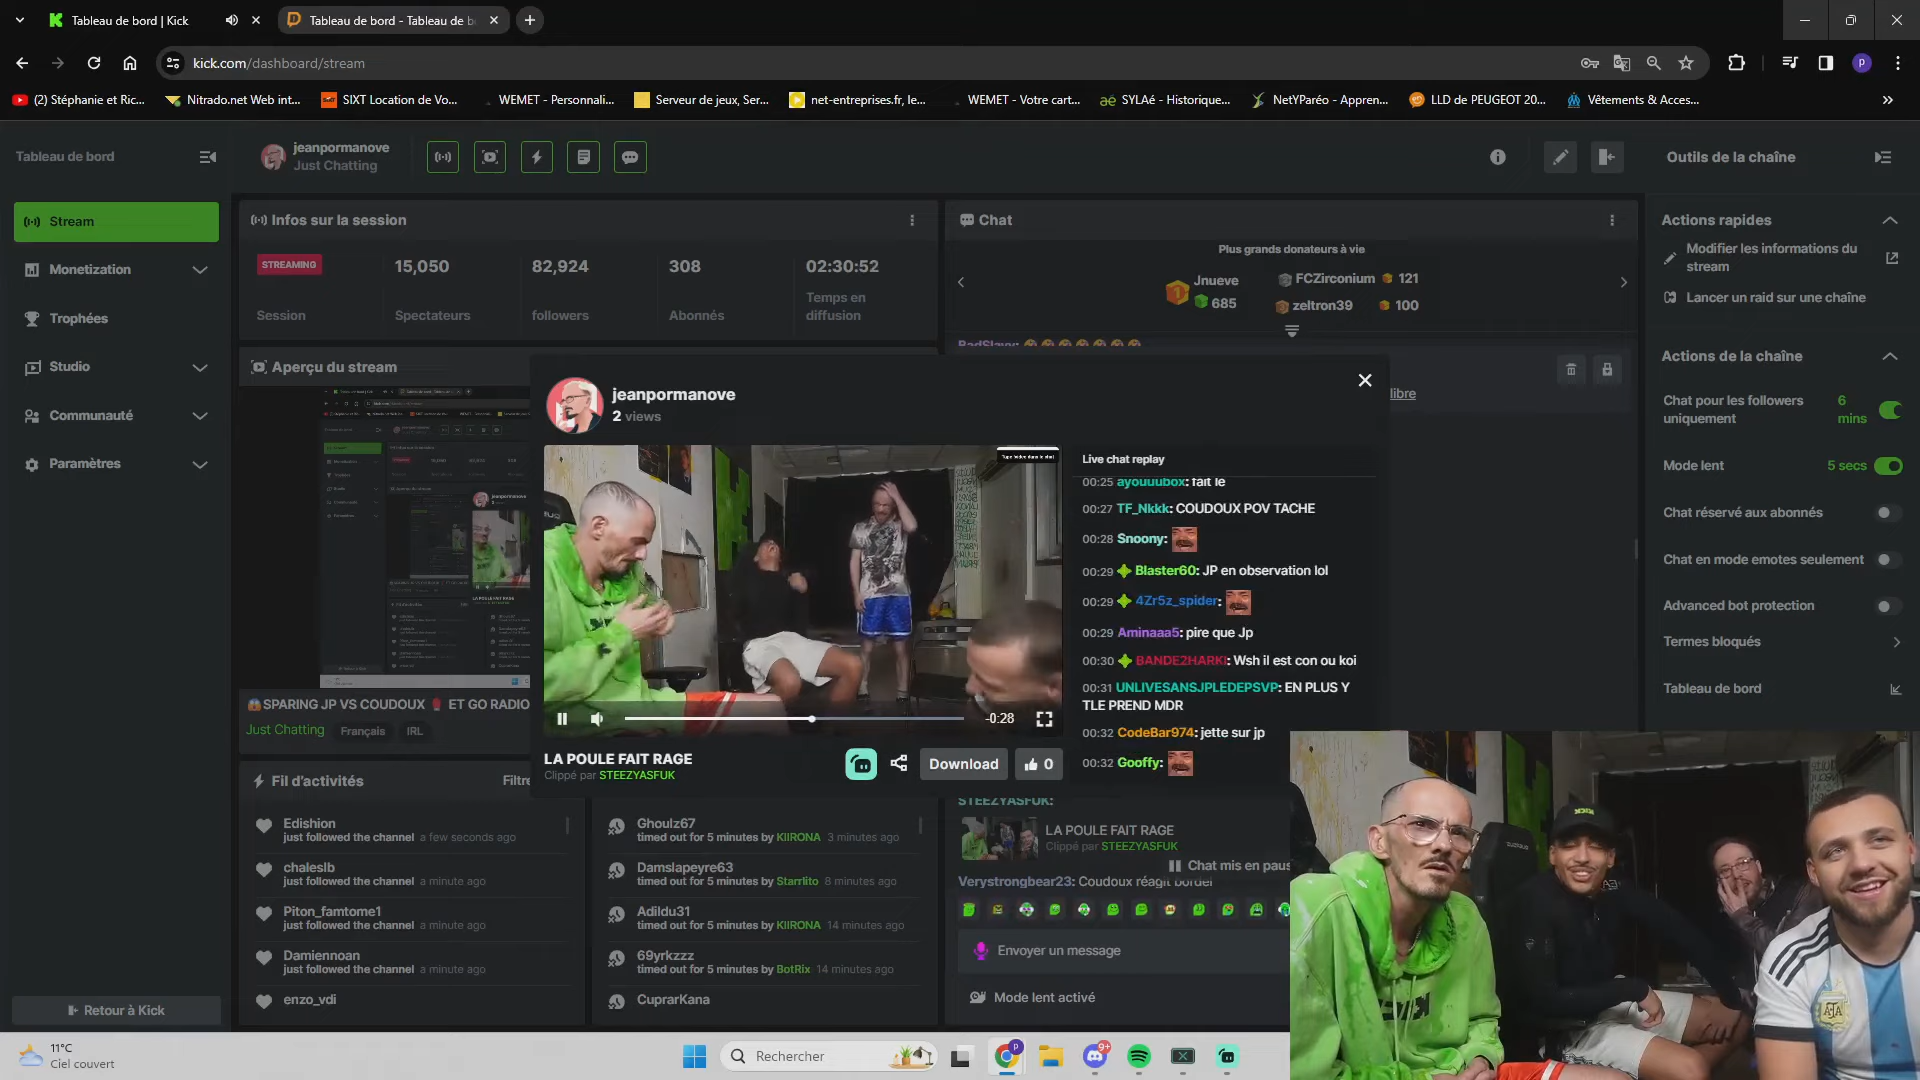 Tableau de bord | Kick
Tableau de bord - Tableau de b
kick.com/dashboard/stream
(2) Stéphanie et Ric...
Nitrado.net Web int...
SIXT Location de Vo...
WEMET - Personnali...
Serveur de jeux, Ser...
net-entreprises.fr, le...
WEMET - Votre cart...
SYLAé - Historique...
NetYParéo - Appren...
LLD de PEUGEOT 20...
Vêtements & Acces...
Tableau de bord
jeanpormanove
Just Chatting
Outils de la chaîne
Stream
Monetization
Trophées
Studio
Communauté
Paramètres
Retour à Kick
Infos sur la session
STREAMING
15,050
82,924
308
02:30:52
Session
Spectateurs
followers
Abonnés
Temps en
diffusion
Chat
Plus grands donateurs à vie
Jnueve
685
FCZirconium 121
zeltron39 100
BadSlavv:
libre
Aperçu du stream
😱SPARING JP VS COUDOUX 🥊 ET GO RADIO
Just Chatting Français IRL
jeanpormanove
2 views
Live chat replay
00:25 ayouuubox: fait le
00:27 TF_Nkkk: COUDOUX POV TACHE
00:28 Snoony:
00:29 Blaster60: JP en observation lol
00:29 4Zr5z_spider:
00:29 Aminaaa5: pire que Jp
00:30 BANDE2HARKI: Wsh il est con ou koi
00:31 UNLIVESANSJPLEDEPSVP: EN PLUS Y
TLE PREND MDR
00:32 CodeBar974: jette sur jp
00:32 Gooffy:
-0:28
LA POULE FAIT RAGE
Clippé par STEEZYASFUK
Download
0
Fil d'activités
Filtre
Edishion
just followed the channel a few seconds ago
chaleslb
just followed the channel a minute ago
Piton_famtome1
just followed the channel a minute ago
Damiennoan
just followed the channel a minute ago
enzo_vdi
Ghoulz67
timed out for 5 minutes by KIIRONA 3 minutes ago
Damslapeyre63
timed out for 5 minutes by Starrlito 8 minutes ago
Adildu31
timed out for 5 minutes by KIIRONA 14 minutes ago
69yrkzzz
timed out for 5 minutes by BotRix 14 minutes ago
CuprarKana
STEEZYASFUK:
LA POULE FAIT RAGE
Clippé par STEEZYASFUK
Chat mis en paus
Verystrongbear23: Coudoux réagit bordel
Envoyer un message
Mode lent activé
Actions rapides
Modifier les informations du
stream
Lancer un raid sur une chaîne
Actions de la chaîne
Chat pour les followers
uniquement
6
mins
Mode lent
5 secs
Chat réservé aux abonnés
Chat en mode emotes seulement
Advanced bot protection
Termes bloqués
Tableau de bord
11°C
Ciel couvert
Rechercher
9+